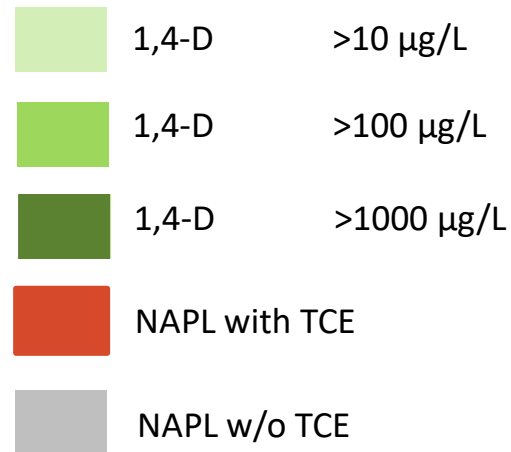 1,4-D >10 µg/L
1,4-D >100 µg/L
1,4-D >1000 µg/L
NAPL with TCE
NAPL w/o TCE